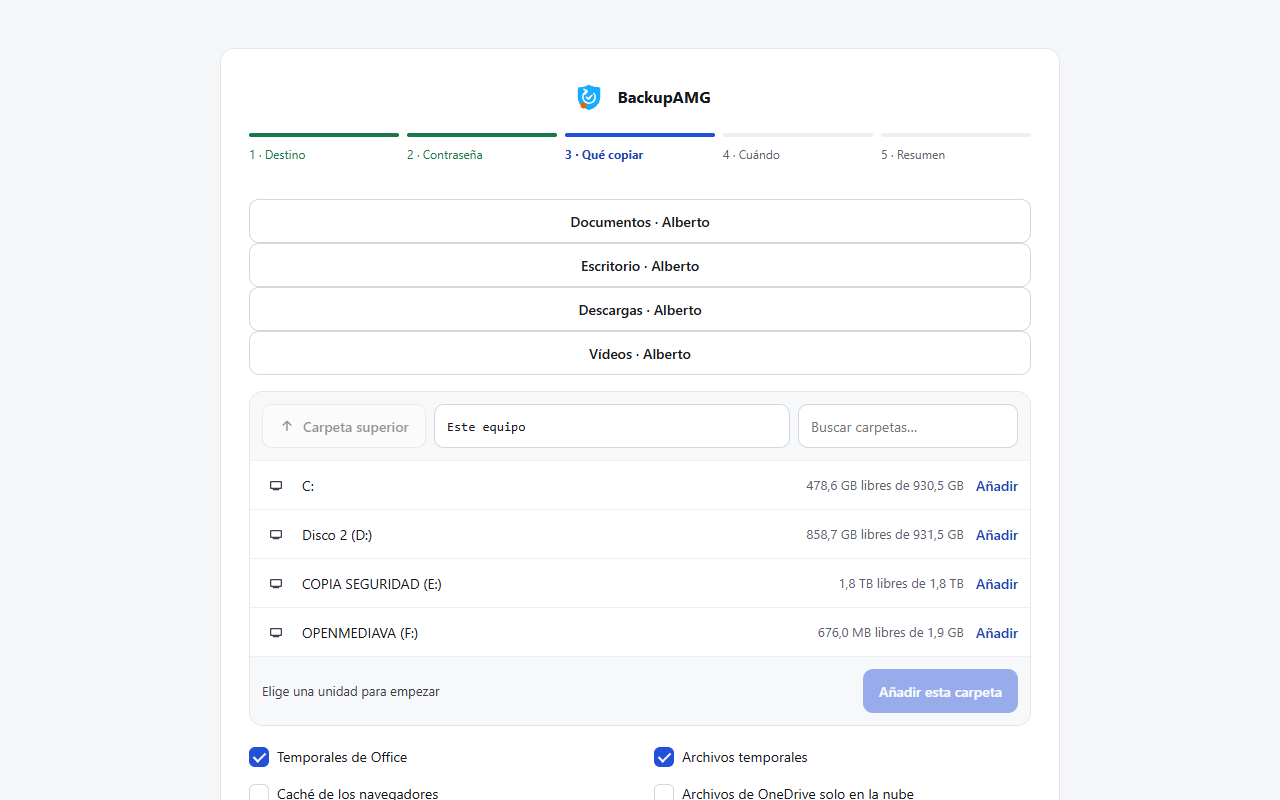 BackupAMG
1 · Destino
2 · Contraseña
3 · Qué copiar
4 · Cuándo
5 · Resumen
Documentos · Alberto
Escritorio · Alberto
Descargas · Alberto
Vídeos · Alberto
Carpeta superior
Este equipo
Buscar carpetas...
C:
478,6 GB libres de 930,5 GB
Añadir
Disco 2 (D:)
858,7 GB libres de 931,5 GB
Añadir
COPIA SEGURIDAD (E:)
1,8 TB libres de 1,8 TB
Añadir
OPENMEDIAVA (F:)
676,0 MB libres de 1,9 GB
Añadir
Elige una unidad para empezar
Añadir esta carpeta
Temporales de Office
Archivos temporales
Caché de los navegadores
Archivos de OneDrive solo en la nube